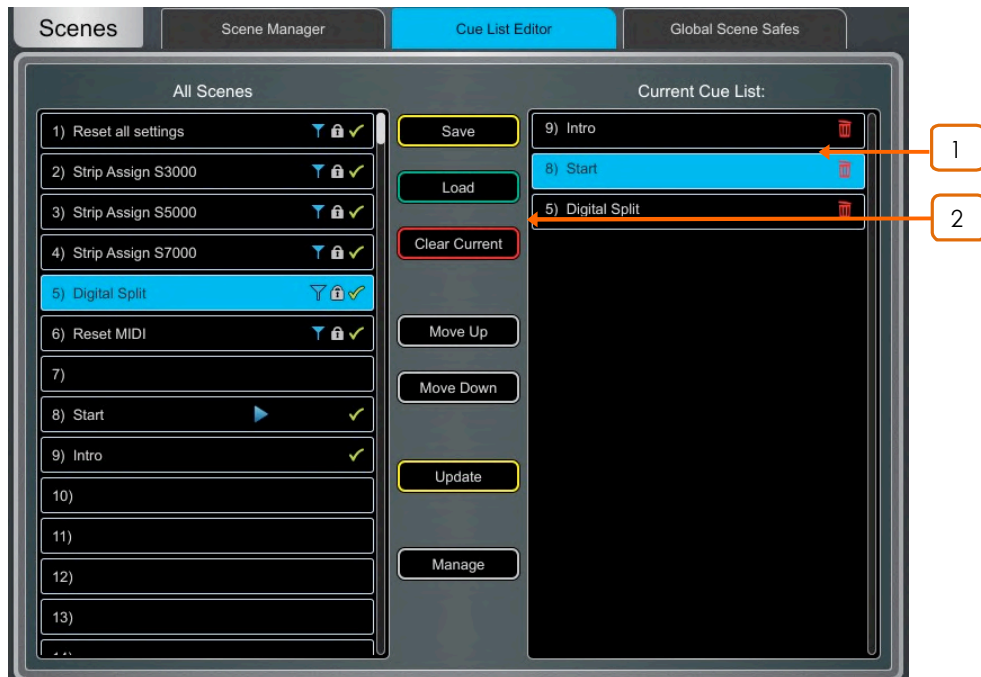 Scenes
Scene Manager
Cue List Editor
Global Scene Safes
All Scenes
1) Reset all settings
2) Strip Assign S3000
3) Strip Assign S5000
4) Strip Assign S7000
5) Digital Split
6) Reset MIDI
7)
8) Start
9) Intro
10)
11)
12)
13)
Save
Load
Clear Current
Move Up
Move Down
Update
Manage
Current Cue List:
9) Intro
8) Start
5) Digital Split
1
2